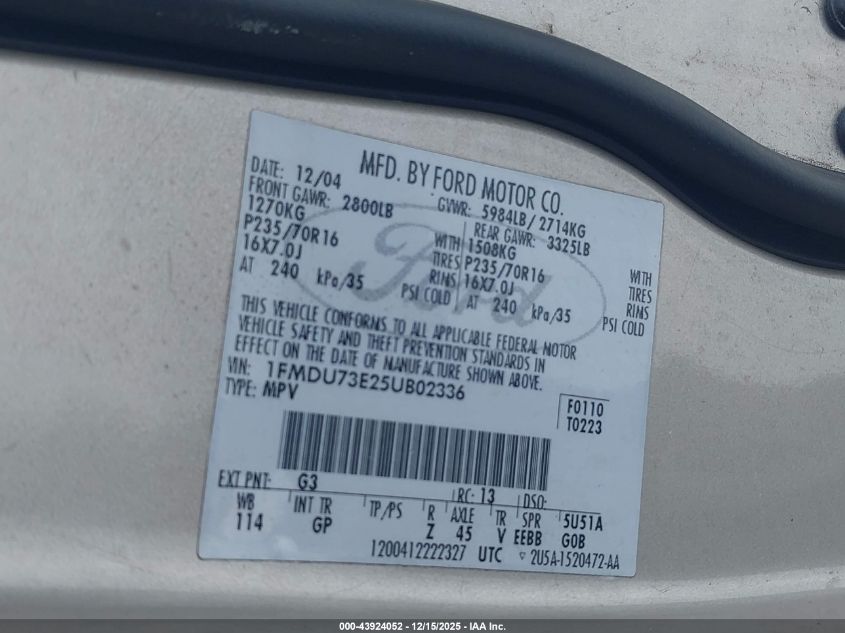 MFD. BY FORD MOTOR CO.
DATE: 12/04 GVWR: 5984LB/2714KG
FRONT GAWR: 2800LB REAR GAWR: 3325LB
1270KG WITH 1508KG WITH
P235/70R16 TIRES P235/70R16 TIRES
16X7.0J RIMS 16X7.0J RIMS
AT 240 kPa/35 PSI COLD AT 240 kPa/35 PSI COLD
Ford
THIS VEHICLE CONFORMS TO ALL APPLICABLE FEDERAL MOTOR
VEHICLE SAFETY AND THEFT PREVENTION STANDARDS IN
EFFECT ON THE DATE OF MANUFACTURE SHOWN ABOVE.
VIN: 1FMDU73E25UB02336
TYPE: MPV
F0110
T0223
EXT PNT: G3 RC: 13 DSO:
WB INT TR TP/PS R AXLE TR SPR 5U51A
114 GP Z 45 V EEBB G0B
1200412222327 UTC ▽ 2U5A-1520472-AA
000-43924052 - 12/15/2025 - IAA Inc.